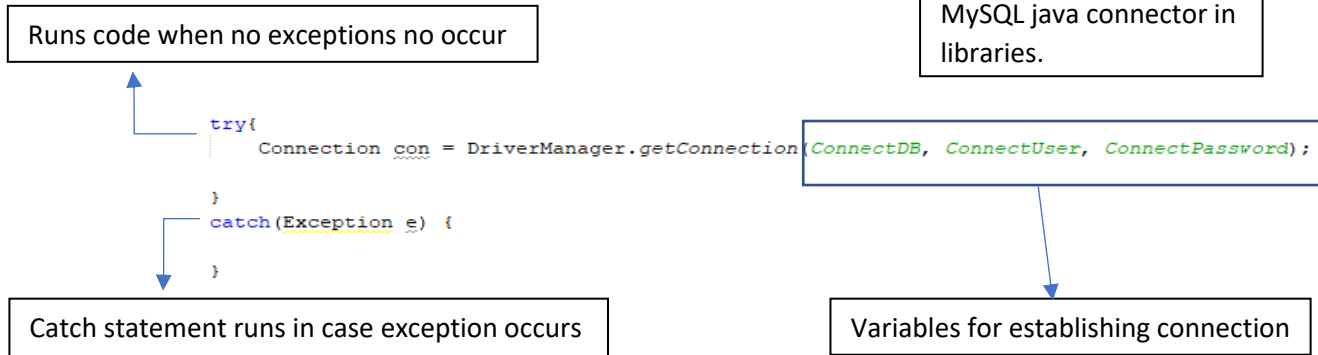 Runs code when no exceptions no occur
MySQL java connector in
libraries.
try{
Connection con = DriverManager.getConnection(ConnectDB, ConnectUser, ConnectPassword);
}
catch(Exception e) {
}
Catch statement runs in case exception occurs
Variables for establishing connection